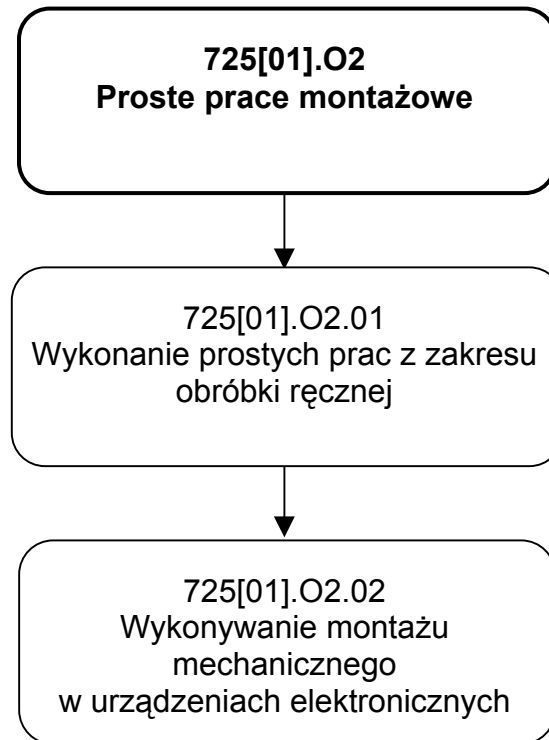 725[01].O2
Proste prace montażowe
725[01].O2.01
Wykonanie prostych prac z zakresu
obróbki ręcznej
725[01].O2.02
Wykonywanie montażu
mechanicznego
w urządzeniach elektronicznych